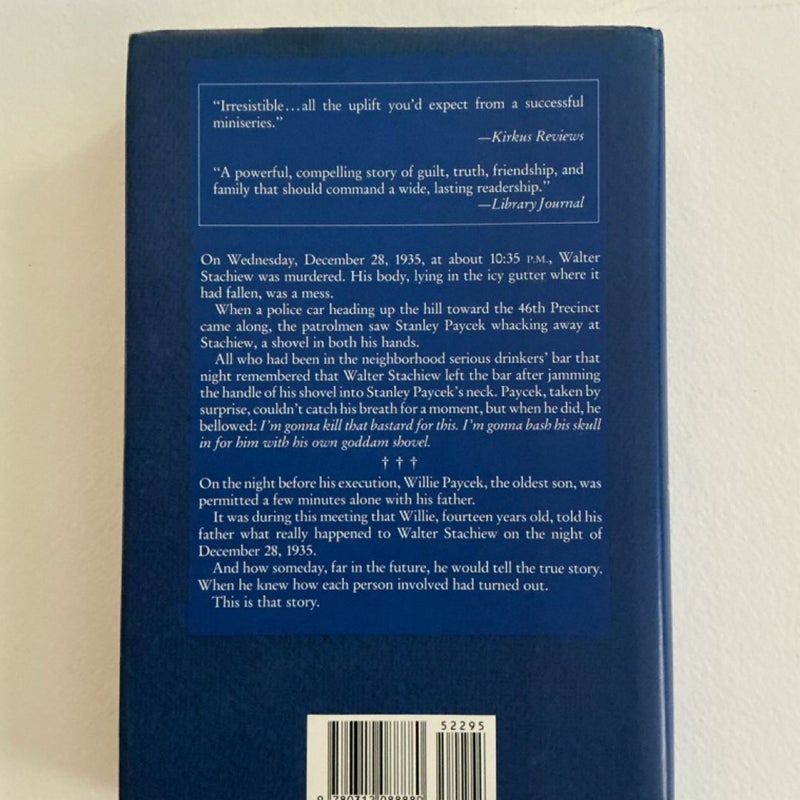 “Irresistible...all the uplift you’d expect from a successful
miniseries.”
—Kirkus Reviews
“A powerful, compelling story of guilt, truth, friendship, and
family that should command a wide, lasting readership.”
—Library Journal
On Wednesday, December 28, 1935, at about 10:35 P.M., Walter
Stachiew was murdered. His body, lying in the icy gutter where it
had fallen, was a mess.
When a police car heading up the hill toward the 46th Precinct
came along, the patrolmen saw Stanley Paycek whacking away at
Stachiew, a shovel in both his hands.
All who had been in the neighborhood serious drinkers’ bar that
night remembered that Walter Stachiew left the bar after jamming
the handle of his shovel into Stanley Paycek’s neck. Paycek, taken by
surprise, couldn’t catch his breath for a moment, but when he did, he
bellowed: I’m gonna kill that bastard for this. I’m gonna bash his skull
in for him with his own goddam shovel.
† † †
On the night before his execution, Willie Paycek, the oldest son, was
permitted a few minutes alone with his father.
It was during this meeting that Willie, fourteen years old, told his
father what really happened to Walter Stachiew on the night of
December 28, 1935.
And how someday, far in the future, he would tell the true story.
When he knew how each person involved had turned out.
This is that story.
52295
9 780312 088880